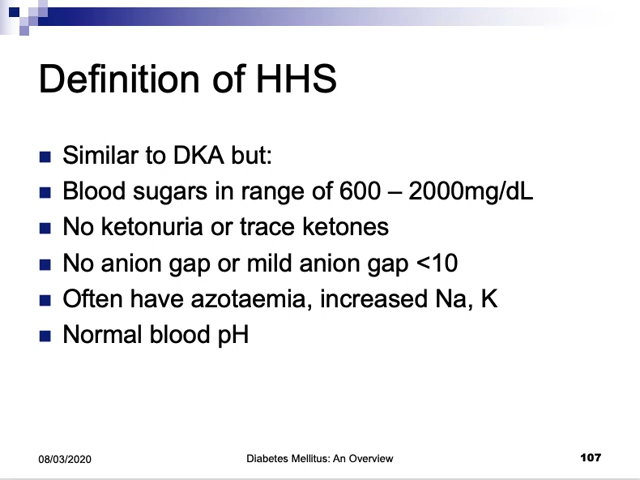 Definition of HHS
Similar to DKA but:
Blood sugars in range of 600 – 2000mg/dL
No ketonuria or trace ketones
No anion gap or mild anion gap <10
Often have azotaemia, increased Na, K
Normal blood pH
08/03/2020
Diabetes Mellitus: An Overview
107